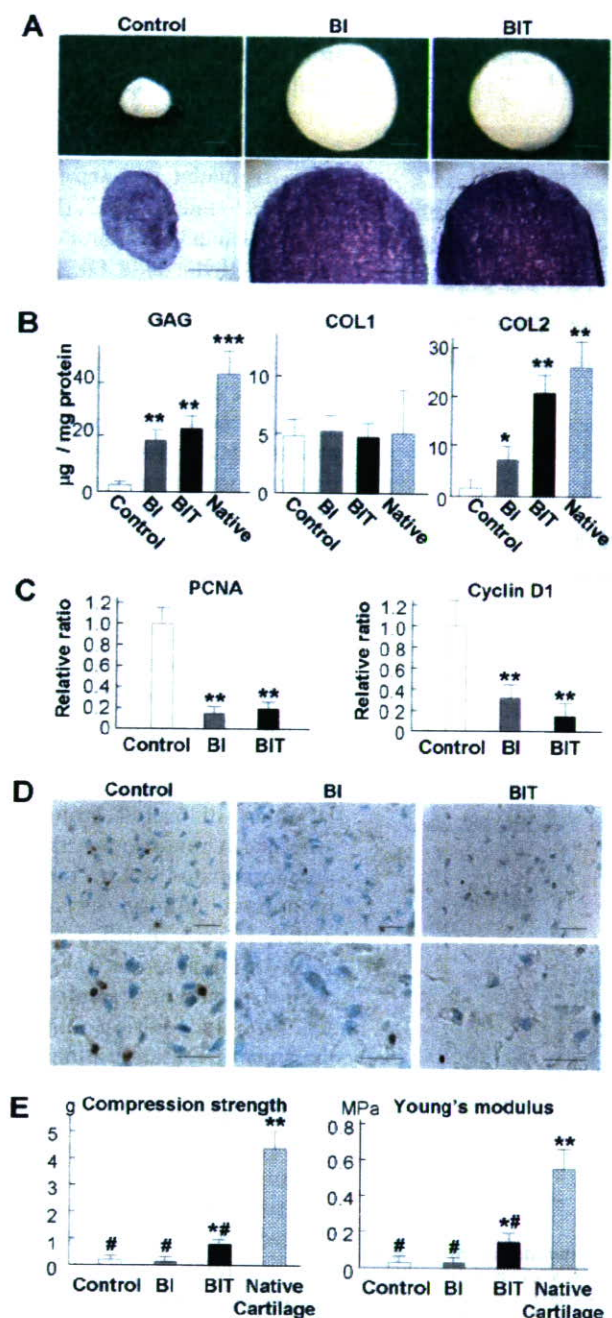 A
Control BI BIT
B
GAG COL1 COL2
µg / mg protein
*** ** **
40
20
0
10
5
0
** ** *
30
20
10
0
Control BI BIT Native
Control BI BIT Native
Control BI BIT Native
C
PCNA Cyclin D1
Relative ratio
1.2
1.0
0.8
0.6
0.4
0.2
0
** **
Control BI BIT
Relative ratio
1.2
1.0
0.8
0.6
0.4
0.2
0
** **
Control BI BIT
D
Control BI BIT
E
g Compression strength
5
4
3
2
1
0
# # *# **
Control BI BIT Native
Cartilage
MPa Young's modulus
0 8
0 6
0 4
0 2
0
# # *# **
Control BI BIT Native
Cartilage